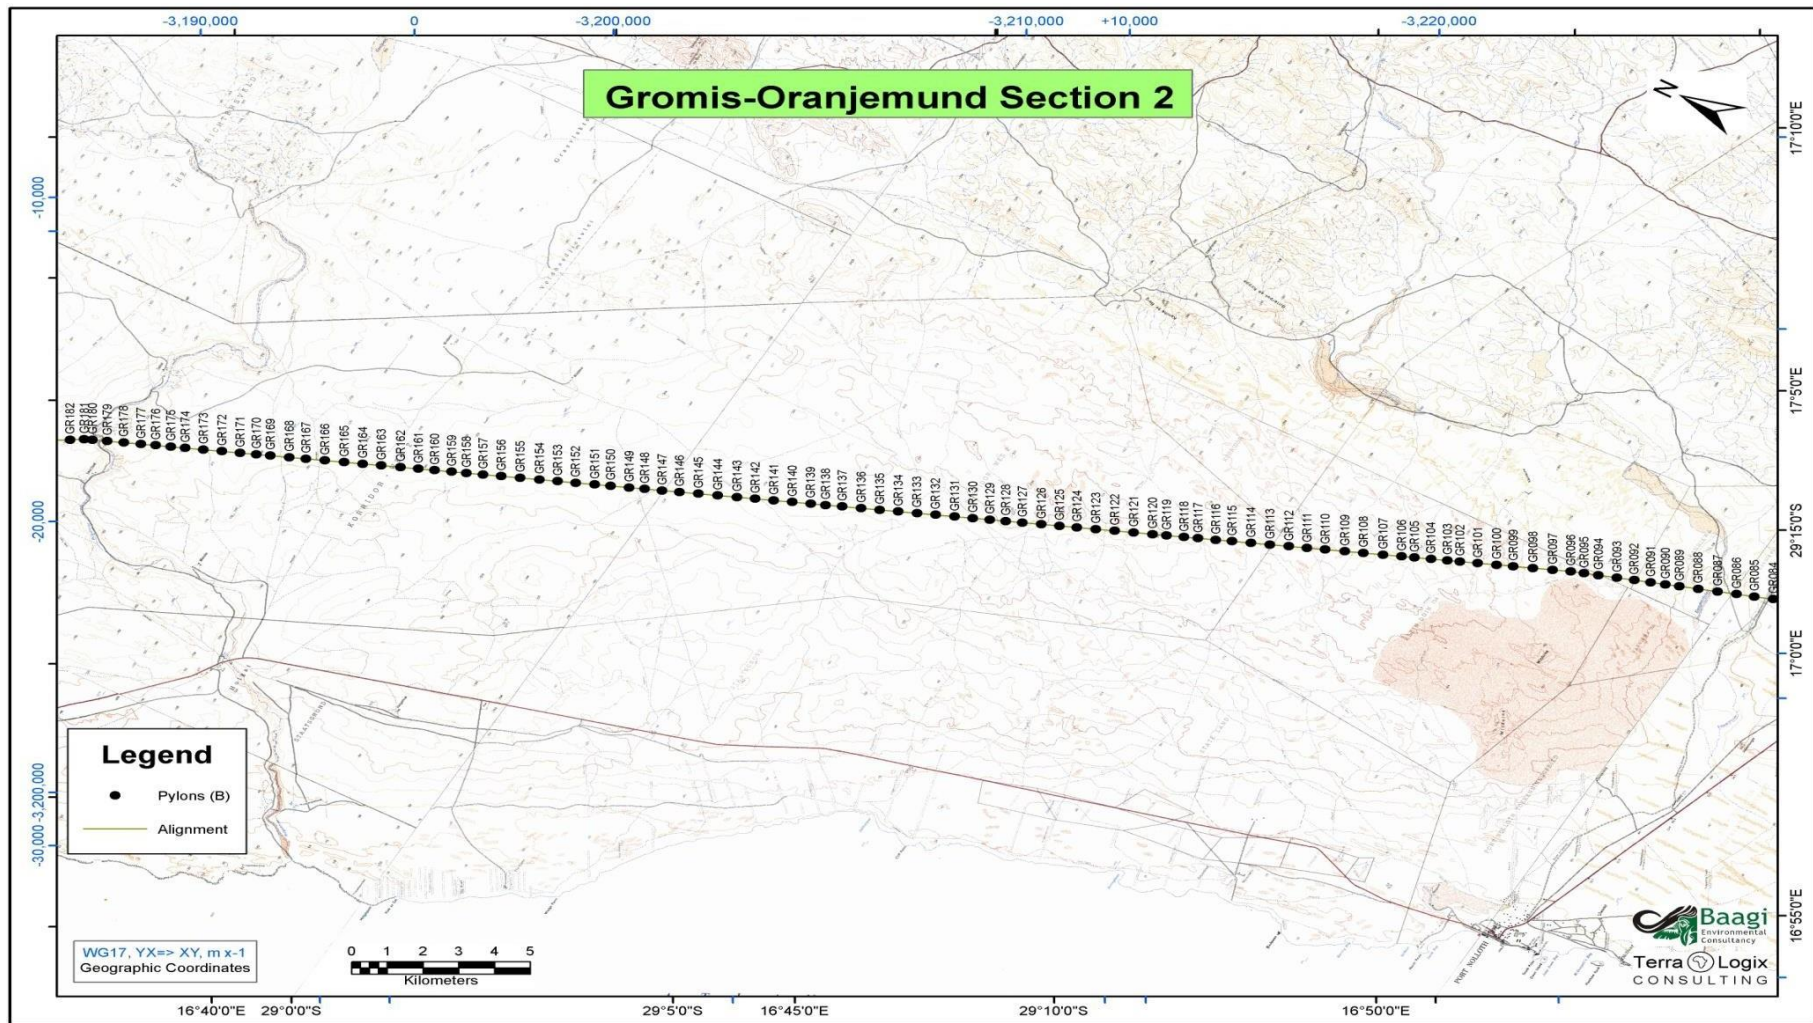 -3,190,000
0
-3,200,000
-3,210,000
+10,000
-3,220,000
Gromis-Oranjemund Section 2
N
17°10'0"E
-10,000
17°5'0"E
GR182
GR181
GR180
GR179
GR178
GR177
GR176
GR175
GR174
GR173
GR172
GR171
GR170
GR169
GR168
GR167
GR166
GR165
GR164
GR163
GR162
GR161
GR160
GR159
GR158
GR157
GR156
GR155
GR154
GR153
GR152
GR151
GR150
GR149
GR148
GR147
GR146
GR145
GR144
GR143
GR142
GR141
GR140
GR139
GR138
GR137
GR136
GR135
GR134
GR133
GR132
GR131
GR130
GR129
GR128
GR127
GR126
GR125
GR124
GR123
GR122
GR121
GR120
GR119
GR118
GR117
GR116
GR115
GR114
GR113
GR112
GR111
GR110
GR109
GR108
GR107
GR106
GR105
GR104
GR103
GR102
GR101
GR100
GR099
GR098
GR097
GR096
GR095
GR094
GR093
GR092
GR091
GR090
GR089
GR088
GR087
GR086
GR085
GR084
KORRIDOR
-20,000
29°15'0"S
17°0'0"E
Legend
Pylons (B)
Alignment
-3,200,000
-30,000
PORT NOLLOTH
16°55'0"E
Baagi
Environmental
Consultancy
Terra Logix
CONSULTING
WG17, YX=> XY, m x-1
Geographic Coordinates
0 1 2 3 4 5
Kilometers
16°40'0"E
29°0'0"S
29°5'0"S
16°45'0"E
29°10'0"S
16°50'0"E